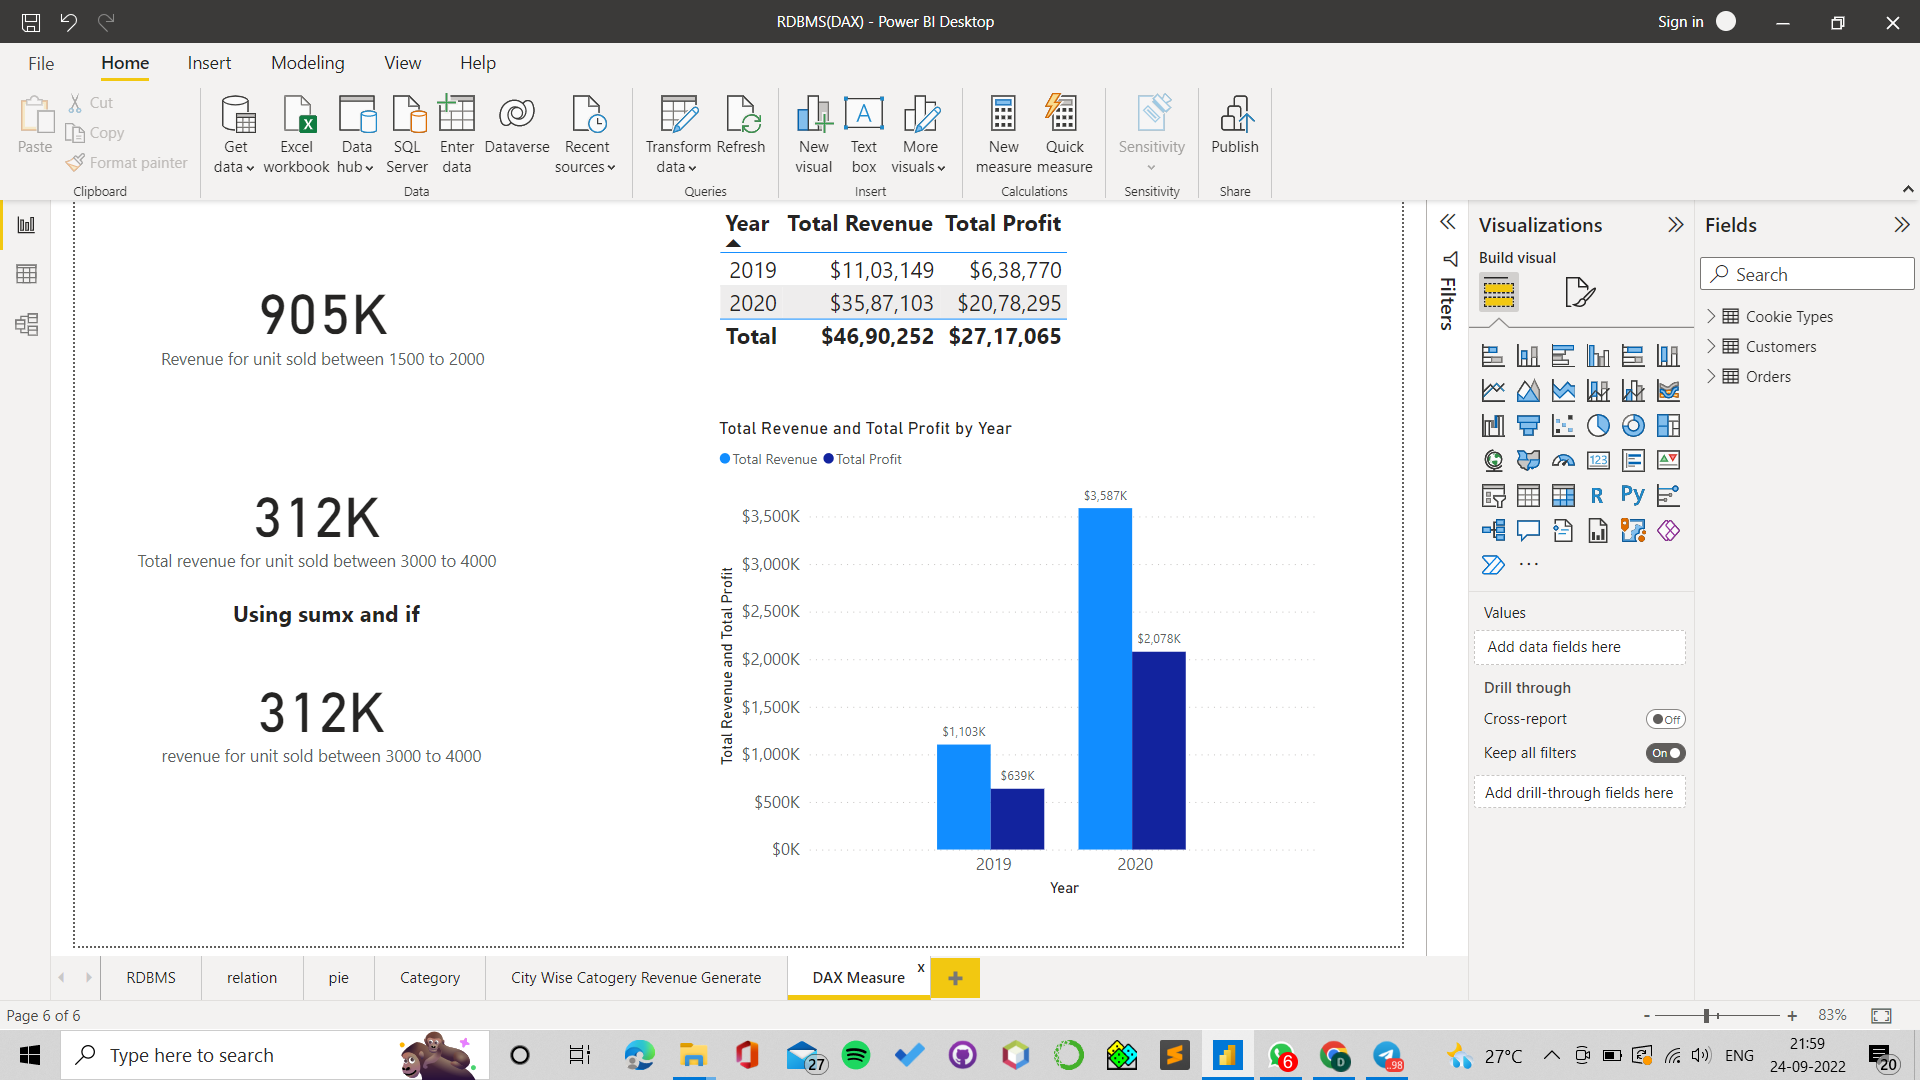 RDBMS(DAX) - Power BI Desktop
Sign in
File
Home
Insert
Modeling
View
Help
Paste
Cut
Copy
Format painter
Clipboard
Get data
Excel workbook
Data hub
SQL Server
Enter data
Dataverse
Recent sources
Data
Transform data
Refresh
Queries
New visual
Text box
More visuals
Insert
New measure
Quick measure
Calculations
Sensitivity
Sensitivity
Publish
Share
905K
Revenue for unit sold between 1500 to 2000
312K
Total revenue for unit sold between 3000 to 4000
Using sumx and if
312K
revenue for unit sold between 3000 to 4000
Year Total Revenue Total Profit
2019 $11,03,149 $6,38,770
2020 $35,87,103 $20,78,295
Total $46,90,252 $27,17,065
Total Revenue and Total Profit by Year
Total Revenue Total Profit
Total Revenue and Total Profit
$3,500K
$3,000K
$2,500K
$2,000K
$1,500K
$1,000K
$500K
$0K
$1,103K
$639K
$3,587K
$2,078K
2019
2020
Year
Filters
Visualizations
Build visual
123
R
Py
Values
Add data fields here
Drill through
Cross-report
Off
Keep all filters
On
Add drill-through fields here
Fields
Search
Cookie Types
Customers
Orders
RDBMS
relation
pie
Category
City Wise Catogery Revenue Generate
DAX Measure
x
+
Page 6 of 6
- + 83%
Type here to search
27
6
D
..98
27°C
ENG
21:59
24-09-2022
20